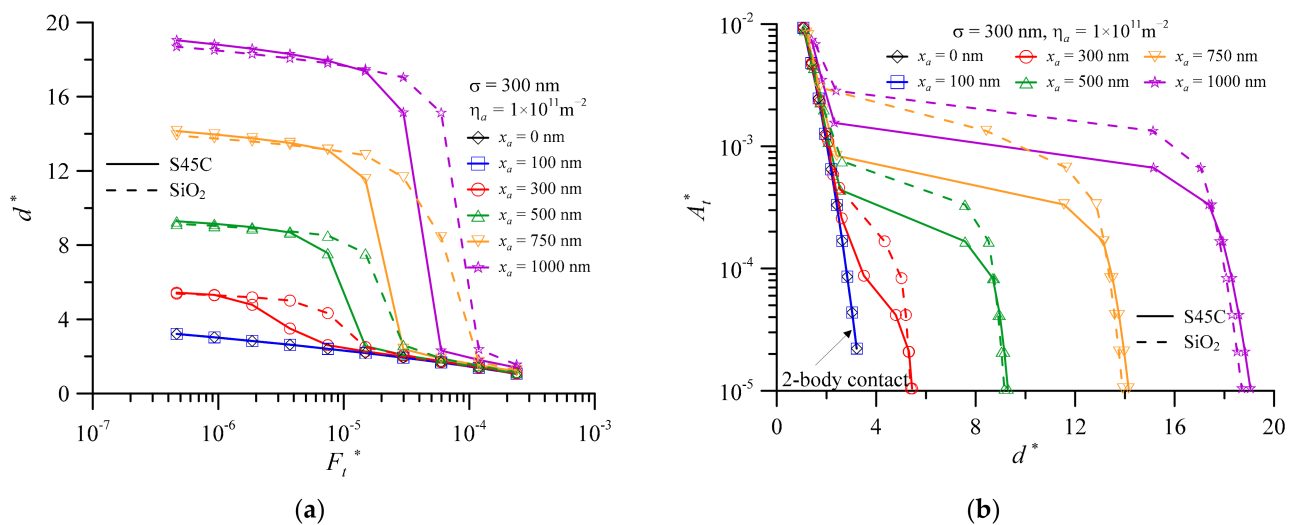 20
16
12
8
4
0
d*
10⁻⁷
10⁻⁶
10⁻⁵
10⁻⁴
10⁻³
Fₜ*
σ = 300 nm
ηₐ = 1×10¹¹m⁻²
xₐ = 0 nm
xₐ = 100 nm
xₐ = 300 nm
xₐ = 500 nm
xₐ = 750 nm
xₐ = 1000 nm
S45C
SiO₂
(a)
10⁻²
10⁻³
10⁻⁴
10⁻⁵
Aₜ*
σ = 300 nm, ηₐ = 1×10¹¹m⁻²
xₐ = 0 nm
xₐ = 300 nm
xₐ = 750 nm
xₐ = 100 nm
xₐ = 500 nm
xₐ = 1000 nm
S45C
SiO₂
2-body contact
0
4
8
12
16
20
d*
(b)